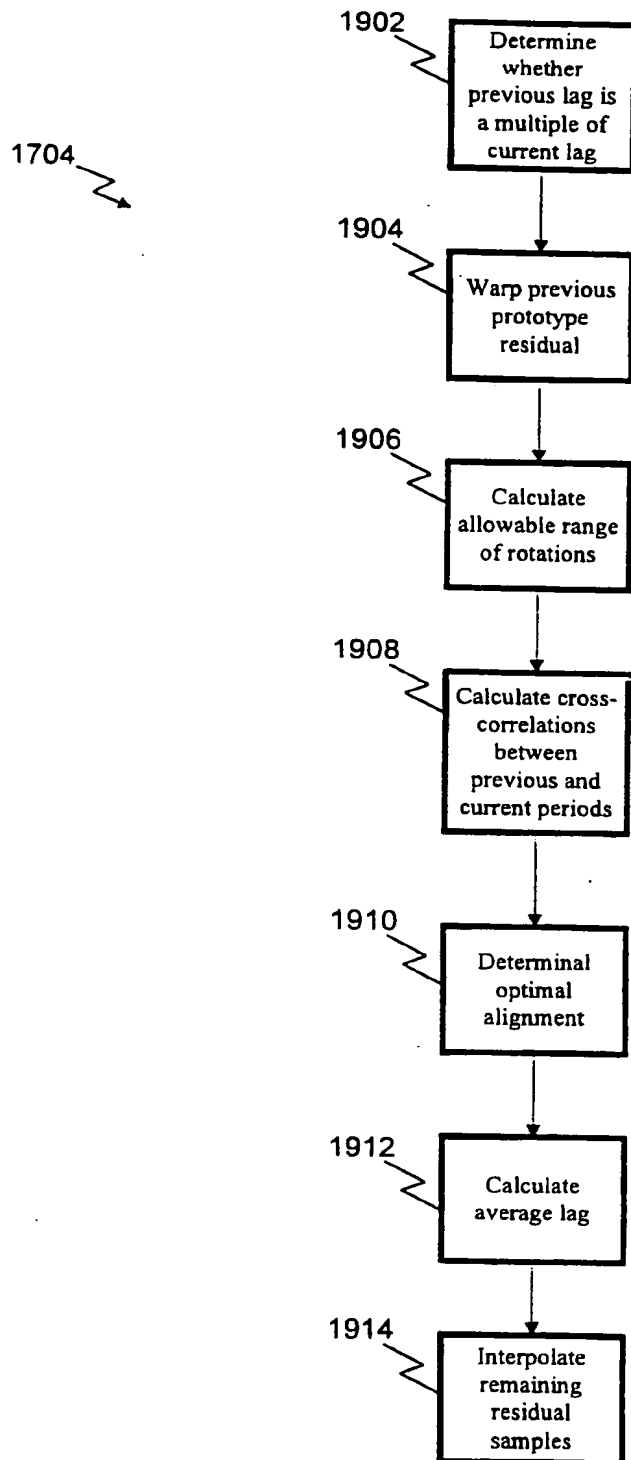 1902
Determine
whether
previous lag is
a multiple of
current lag
1704
1904
Warp previous
prototype
residual
1906
Calculate
allowable range
of rotations
1908
Calculate cross-
correlations
between
previous and
current periods
1910
Determinal
optimal
alignment
1912
Calculate
average lag
1914
Interpolate
remaining
residual
samples